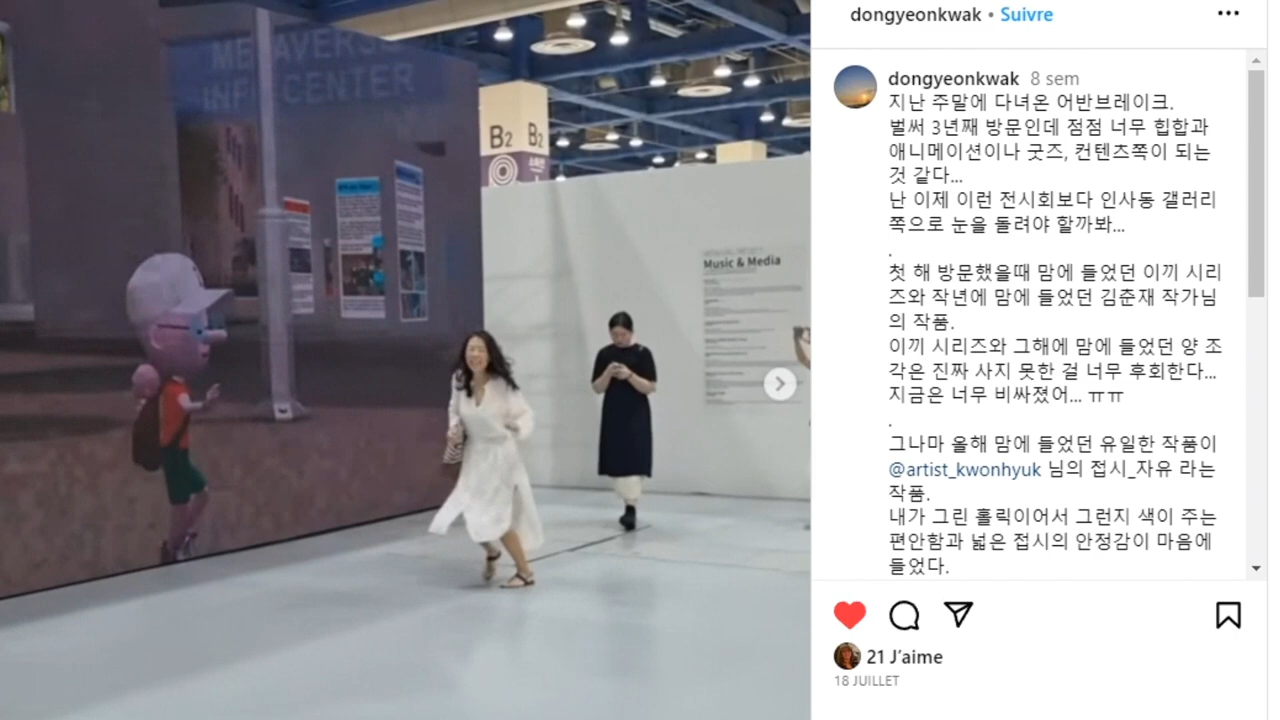 METAVERSE
INFO CENTER
B2
B2
Music & Media
dongyeonkwak • Suivre
dongyeonkwak 8 sem
지난 주말에 다녀온 어반브레이크.
벌써 3년째 방문인데 점점 너무 힙합과
애니메이션이나 굿즈, 컨텐츠쪽이 되는
것 같다...
난 이제 이런 전시회보다 인사동 갤러리
쪽으로 눈을 돌려야 할까봐...
.
첫 해 방문했을때 맘에 들었던 이끼 시리
즈와 작년에 맘에 들었던 김춘재 작가님
의 작품.
이끼 시리즈와 그해에 맘에 들었던 양 조
각은 진짜 사지 못한 걸 너무 후회한다...
지금은 너무 비싸졌어... ㅠㅠ
.
그나마 올해 맘에 들었던 유일한 작품이
@artist_kwonhyuk 님의 접시_자유 라는
작품.
내가 그린 홀릭이어서 그런지 색이 주는
편안함과 넓은 접시의 안정감이 마음에
들었다.
21 J'aime
18 JUILLET